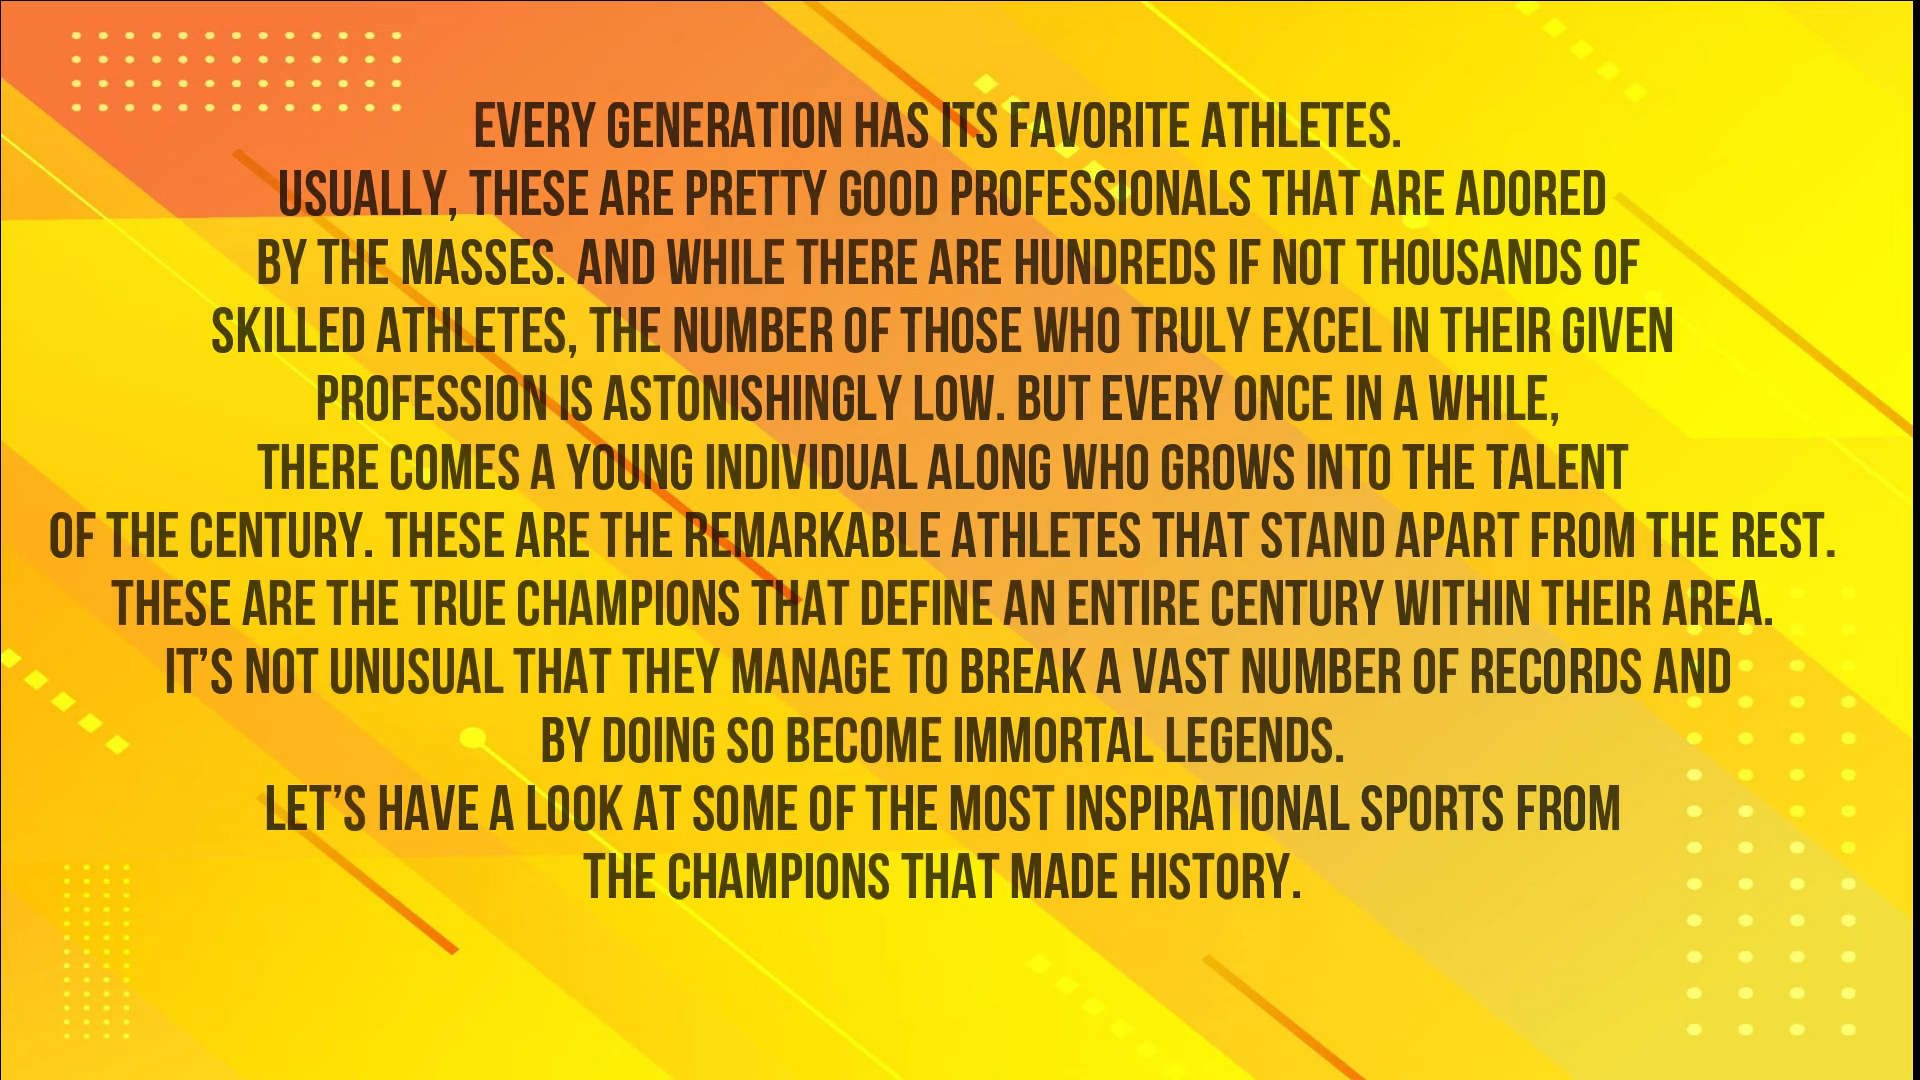 EVERY GENERATION HAS ITS FAVORITE ATHLETES.
USUALLY, THESE ARE PRETTY GOOD PROFESSIONALS THAT ARE ADORED
BY THE MASSES. AND WHILE THERE ARE HUNDREDS IF NOT THOUSANDS OF
SKILLED ATHLETES, THE NUMBER OF THOSE WHO TRULY EXCEL IN THEIR GIVEN
PROFESSION IS ASTONISHINGLY LOW. BUT EVERY ONCE IN A WHILE,
THERE COMES A YOUNG INDIVIDUAL ALONG WHO GROWS INTO THE TALENT
OF THE CENTURY. THESE ARE THE REMARKABLE ATHLETES THAT STAND APART FROM THE REST.
THESE ARE THE TRUE CHAMPIONS THAT DEFINE AN ENTIRE CENTURY WITHIN THEIR AREA.
IT’S NOT UNUSUAL THAT THEY MANAGE TO BREAK A VAST NUMBER OF RECORDS AND
BY DOING SO BECOME IMMORTAL LEGENDS.
LET’S HAVE A LOOK AT SOME OF THE MOST INSPIRATIONAL SPORTS FROM
THE CHAMPIONS THAT MADE HISTORY.